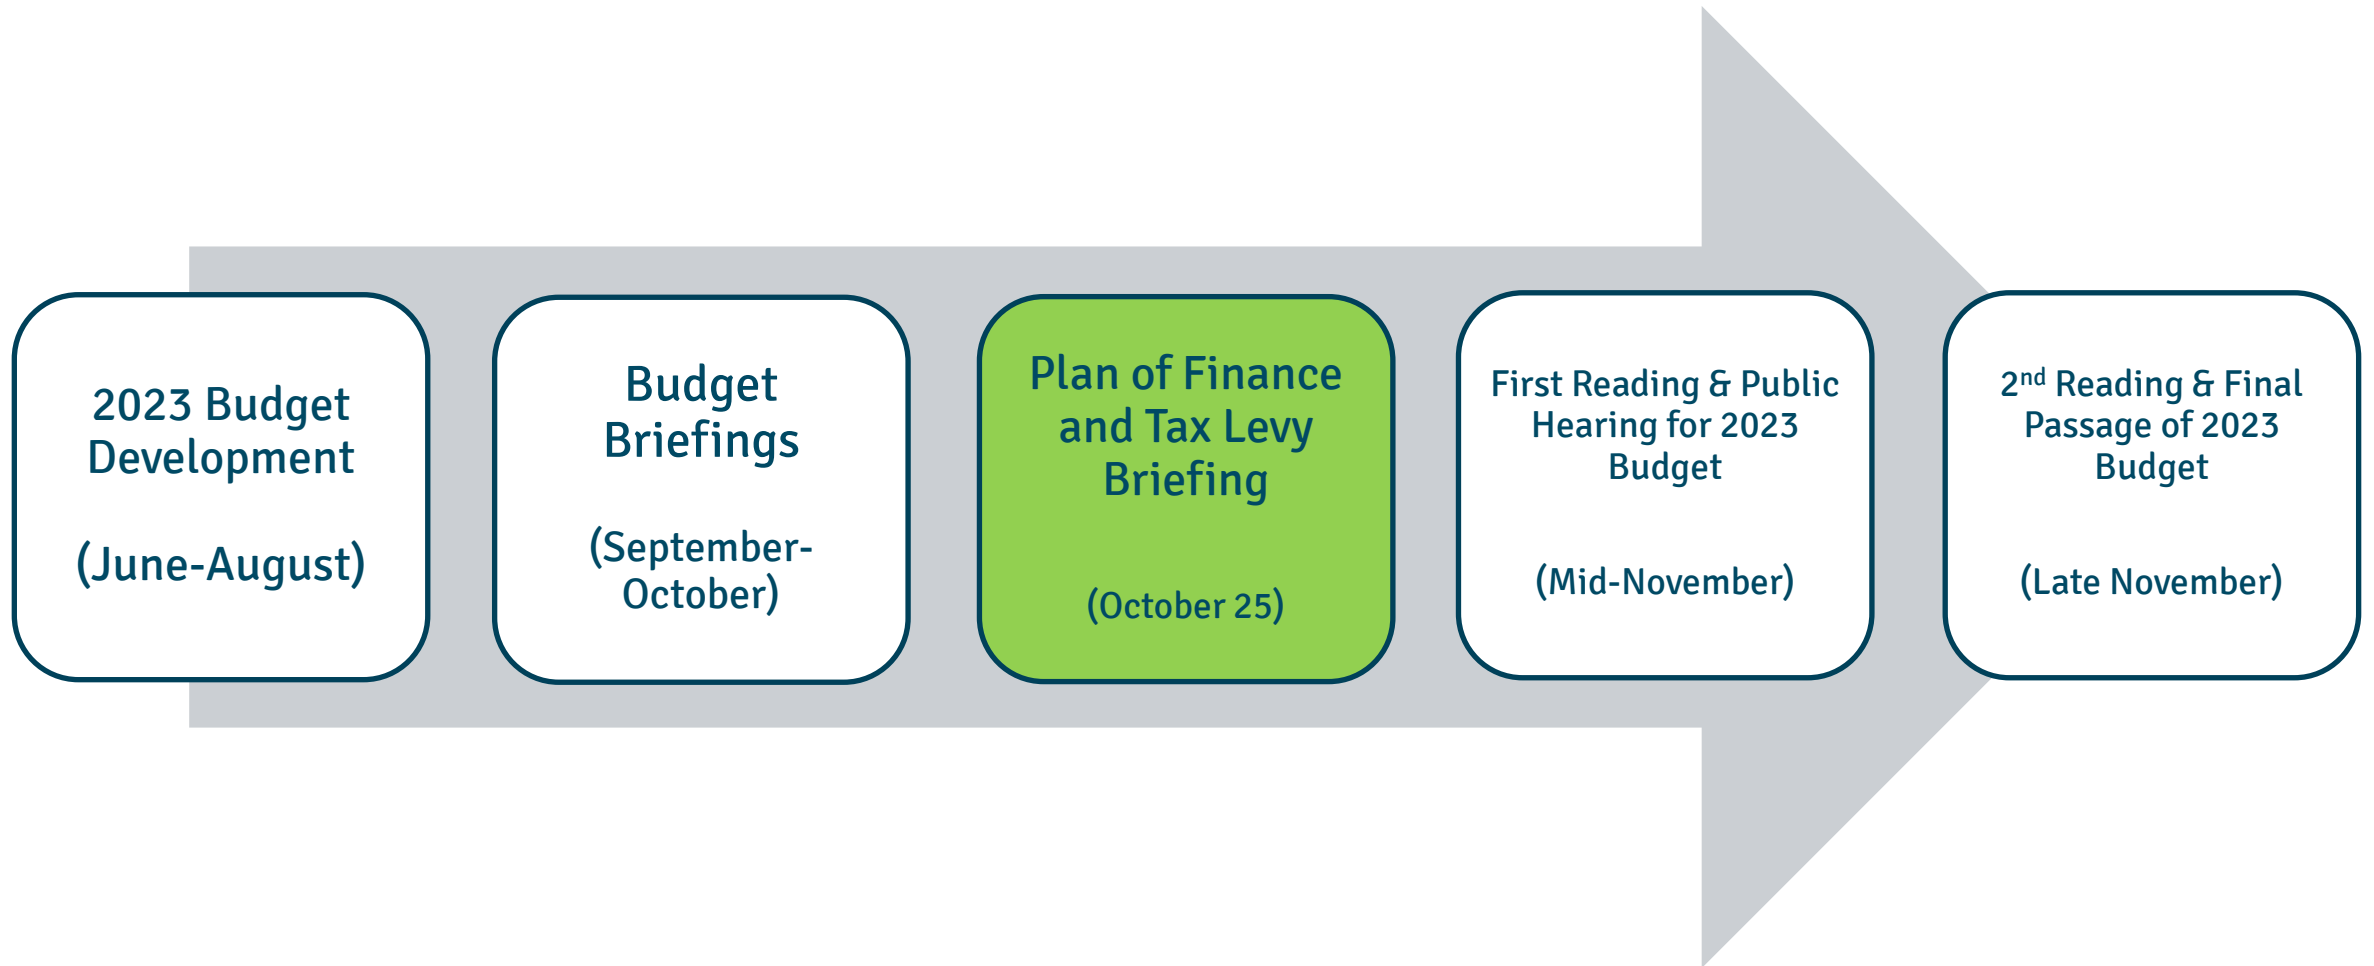 2023 Budget
Development
(June-August)
Budget
Briefings
(September-
October)
Plan of Finance
and Tax Levy
Briefing
(October 25)
First Reading & Public
Hearing for 2023
Budget
(Mid-November)
2nd Reading & Final
Passage of 2023
Budget
(Late November)